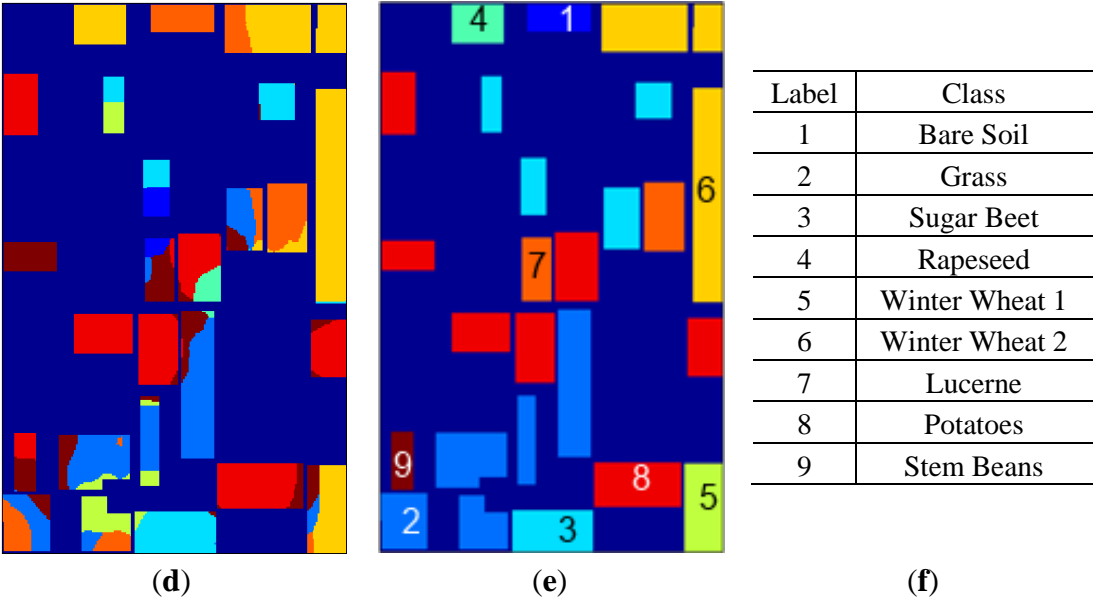 4
1
6
7
9
8
5
2
3
Label Class
1 Bare Soil
2 Grass
3 Sugar Beet
4 Rapeseed
5 Winter Wheat 1
6 Winter Wheat 2
7 Lucerne
8 Potatoes
9 Stem Beans
(d) (e) (f)